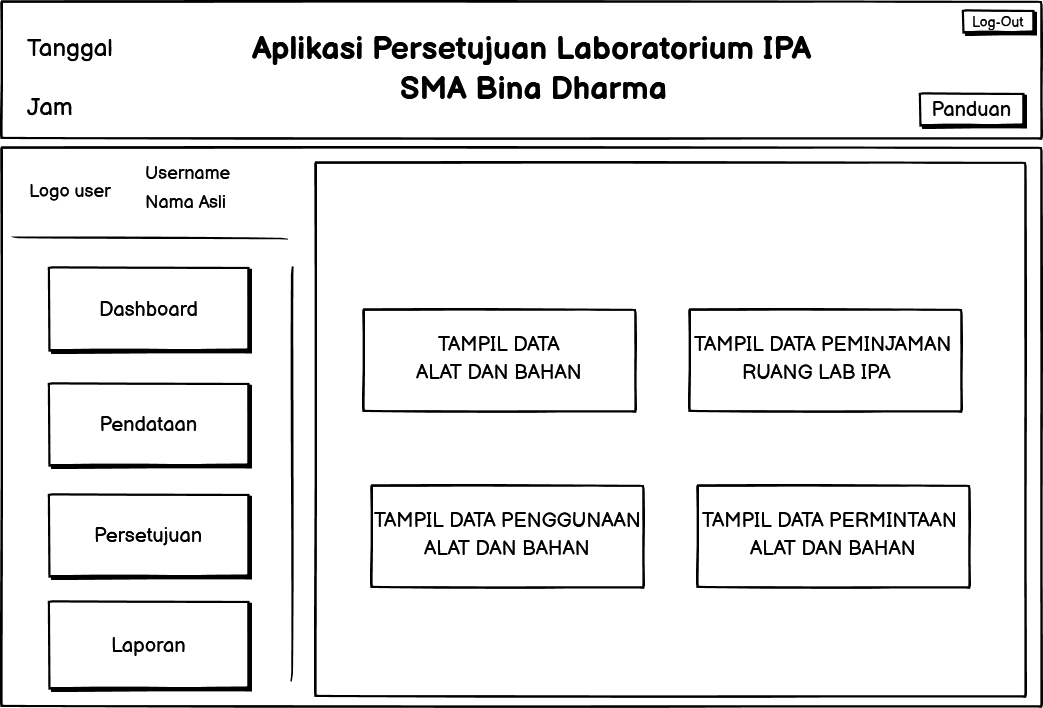 Log-Out
Tanggal
Aplikasi Persetujuan Laboratorium IPA
SMA Bina Dharma
Jam
Panduan
Logo user
Username
Nama Asli
Dashboard
Pendataan
Persetujuan
Laporan
TAMPIL DATA
ALAT DAN BAHAN
TAMPIL DATA PEMINJAMAN
RUANG LAB IPA
TAMPIL DATA PENGGUNAAN
ALAT DAN BAHAN
TAMPIL DATA PERMINTAAN
ALAT DAN BAHAN